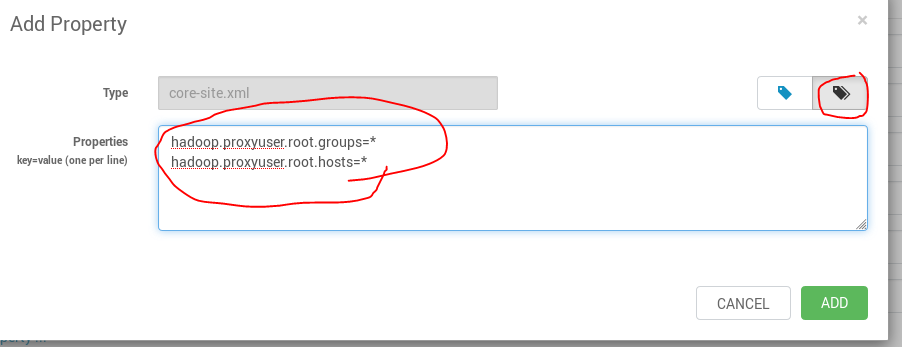 Add Property
×
Type
core-site.xml
Properties
key=value (one per line)
hadoop.proxyuser.root.groups=*
hadoop.proxyuser.root.hosts=*
CANCEL
ADD